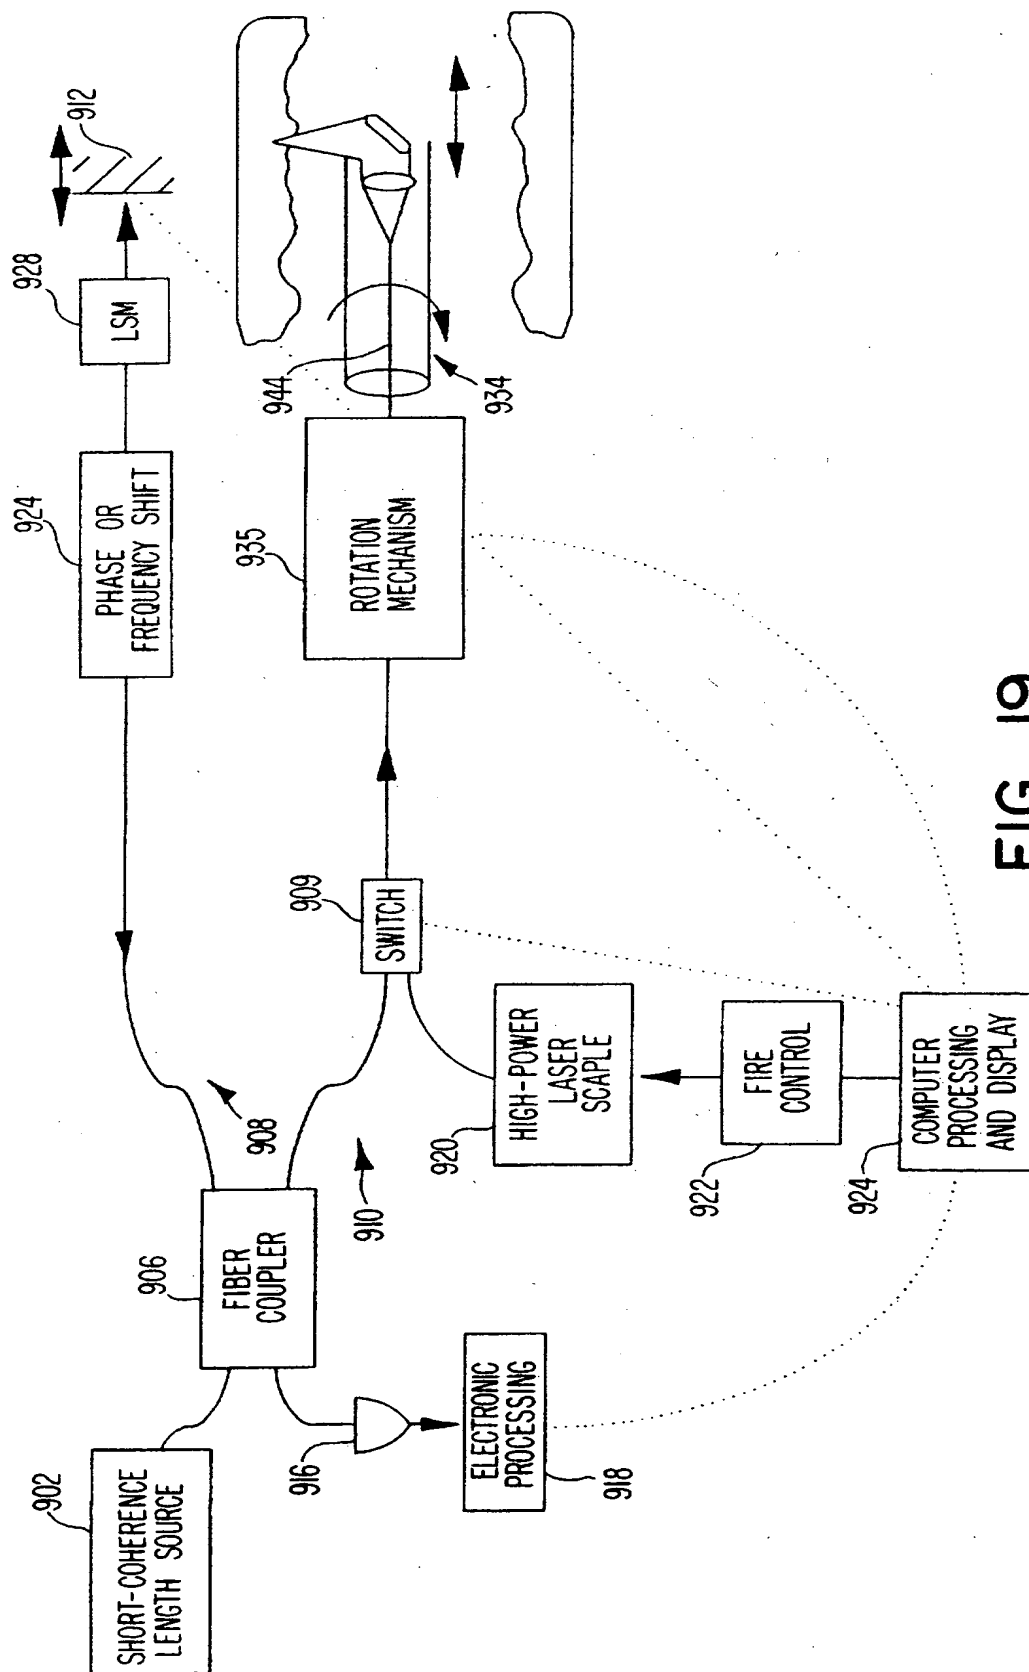 902
SHORT-COHERENCE
LENGTH SOURCE
906
FIBER
COUPLER
908
910
916
ELECTRONIC
PROCESSING
918
924
PHASE OR
FREQUENCY SHIFT
928
LSM
912
909
SWITCH
935
ROTATION
MECHANISM
944
934
920
HIGH-POWER
LASER
SCAPLE
922
FIRE
CONTROL
924
COMPUTER
PROCESSING
AND DISPLAY
FIG 19